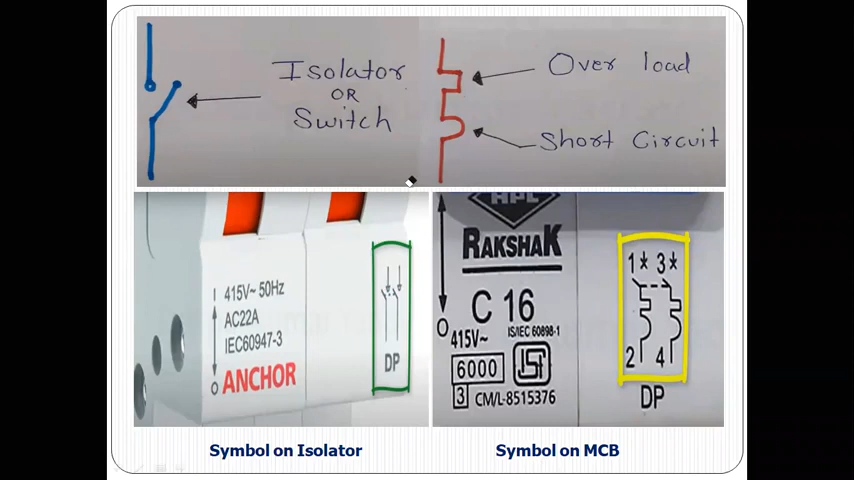 Isolator
OR
Switch
Over load
Short Circuit
415V~ 50Hz
AC22A
IEC60947-3
ANCHOR
DP
HPL
RAKSHAK
C 16
415V~
IS/IEC 60898-1
6000
3
CM/L-8515376
1 3
2 4
DP
Symbol on Isolator
Symbol on MCB